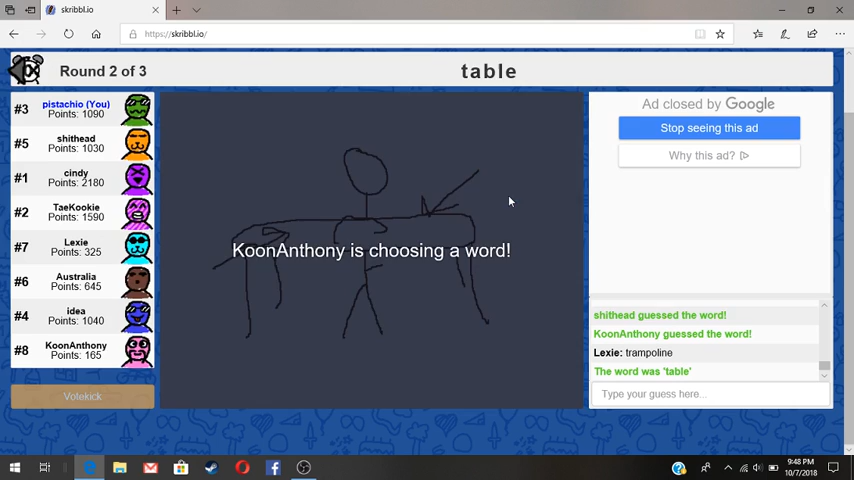 skribbl.io
https://skribbl.io/
Round 2 of 3
table
#3 pistachio (You)
Points: 1090
#5 shithead
Points: 1030
#1 cindy
Points: 2180
#2 TaeKookie
Points: 1590
#7 Lexie
Points: 325
#6 Australia
Points: 645
#4 idea
Points: 1040
#8 KoonAnthony
Points: 165
Votekick
KoonAnthony is choosing a word!
Ad closed by Google
Stop seeing this ad
Why this ad?
shithead guessed the word!
KoonAnthony guessed the word!
Lexie: trampoline
The word was 'table'
Type your guess here...
9:48 PM
10/7/2018